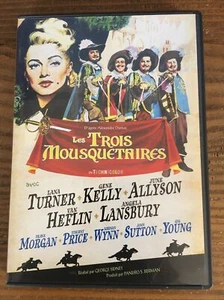 D'après Alexandre Dumas
LES TROIS
MOUSQUETAIRES
EN TECHNICOLOR
avec
LANA GENE JUNE
TURNER · KELLY · ALLYSON
VAN ANGELA
HEFLIN · LANSBURY
FRANK VINCENT KEENAN JOHN GIG
MORGAN · PRICE · WYNN · SUTTON · YOUNG
Réalisé par GEORGE SIDNEY
Produit par PANDRO S. BERMAN